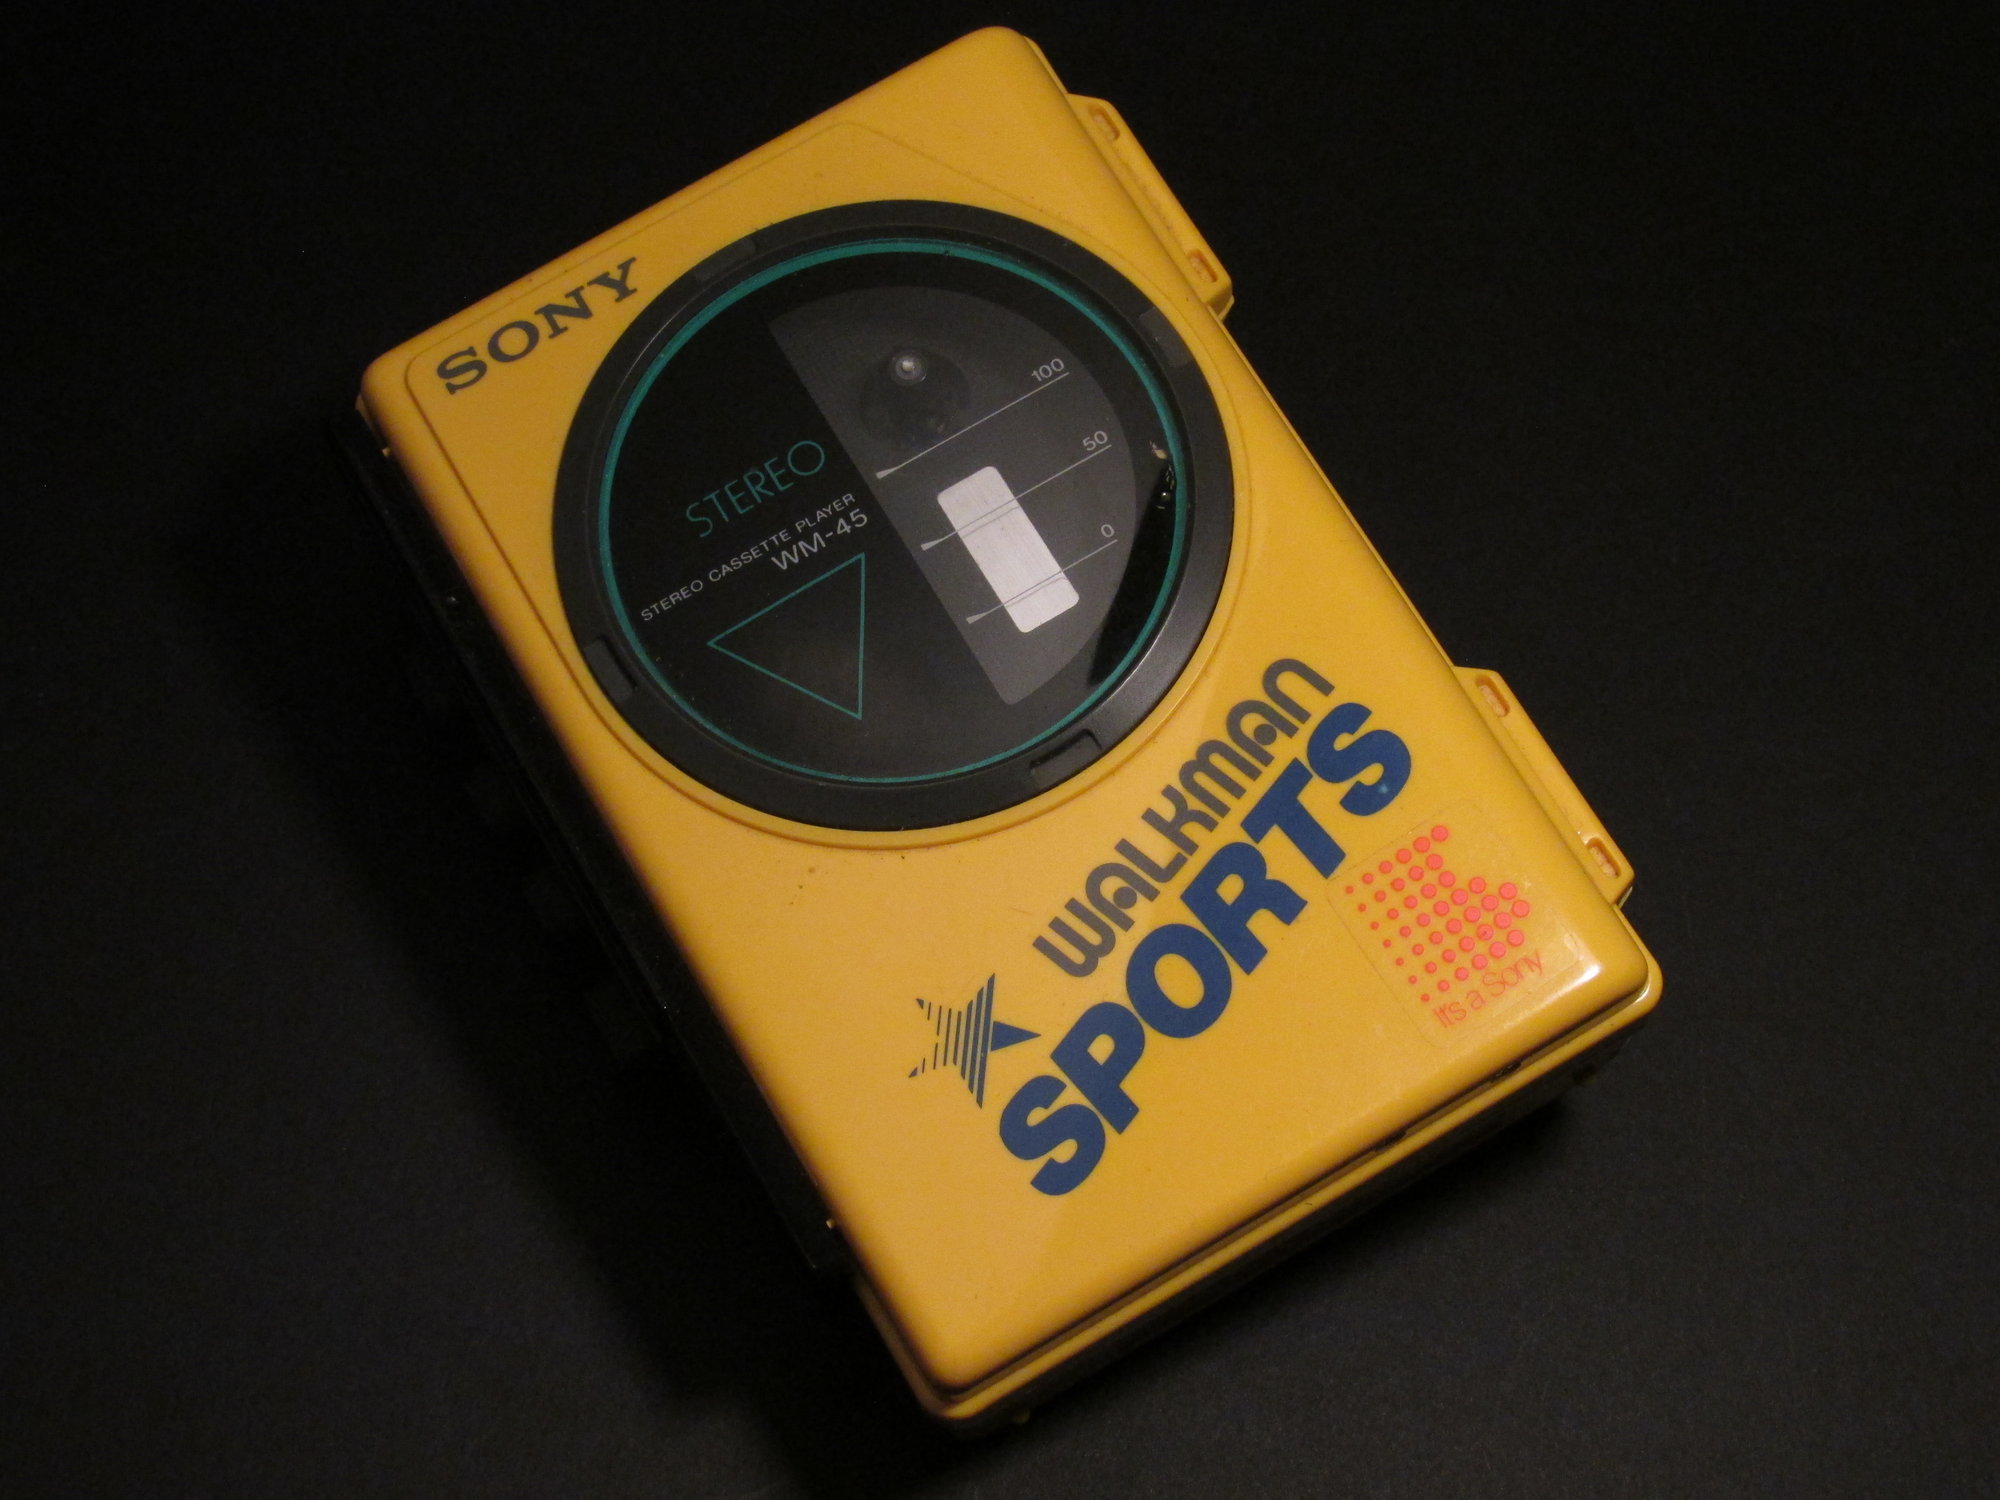 SONY
STEREO
STEREO CASSETTE PLAYER
WM-45
100
50
0
WALKMAN
SPORTS
It's a Sony